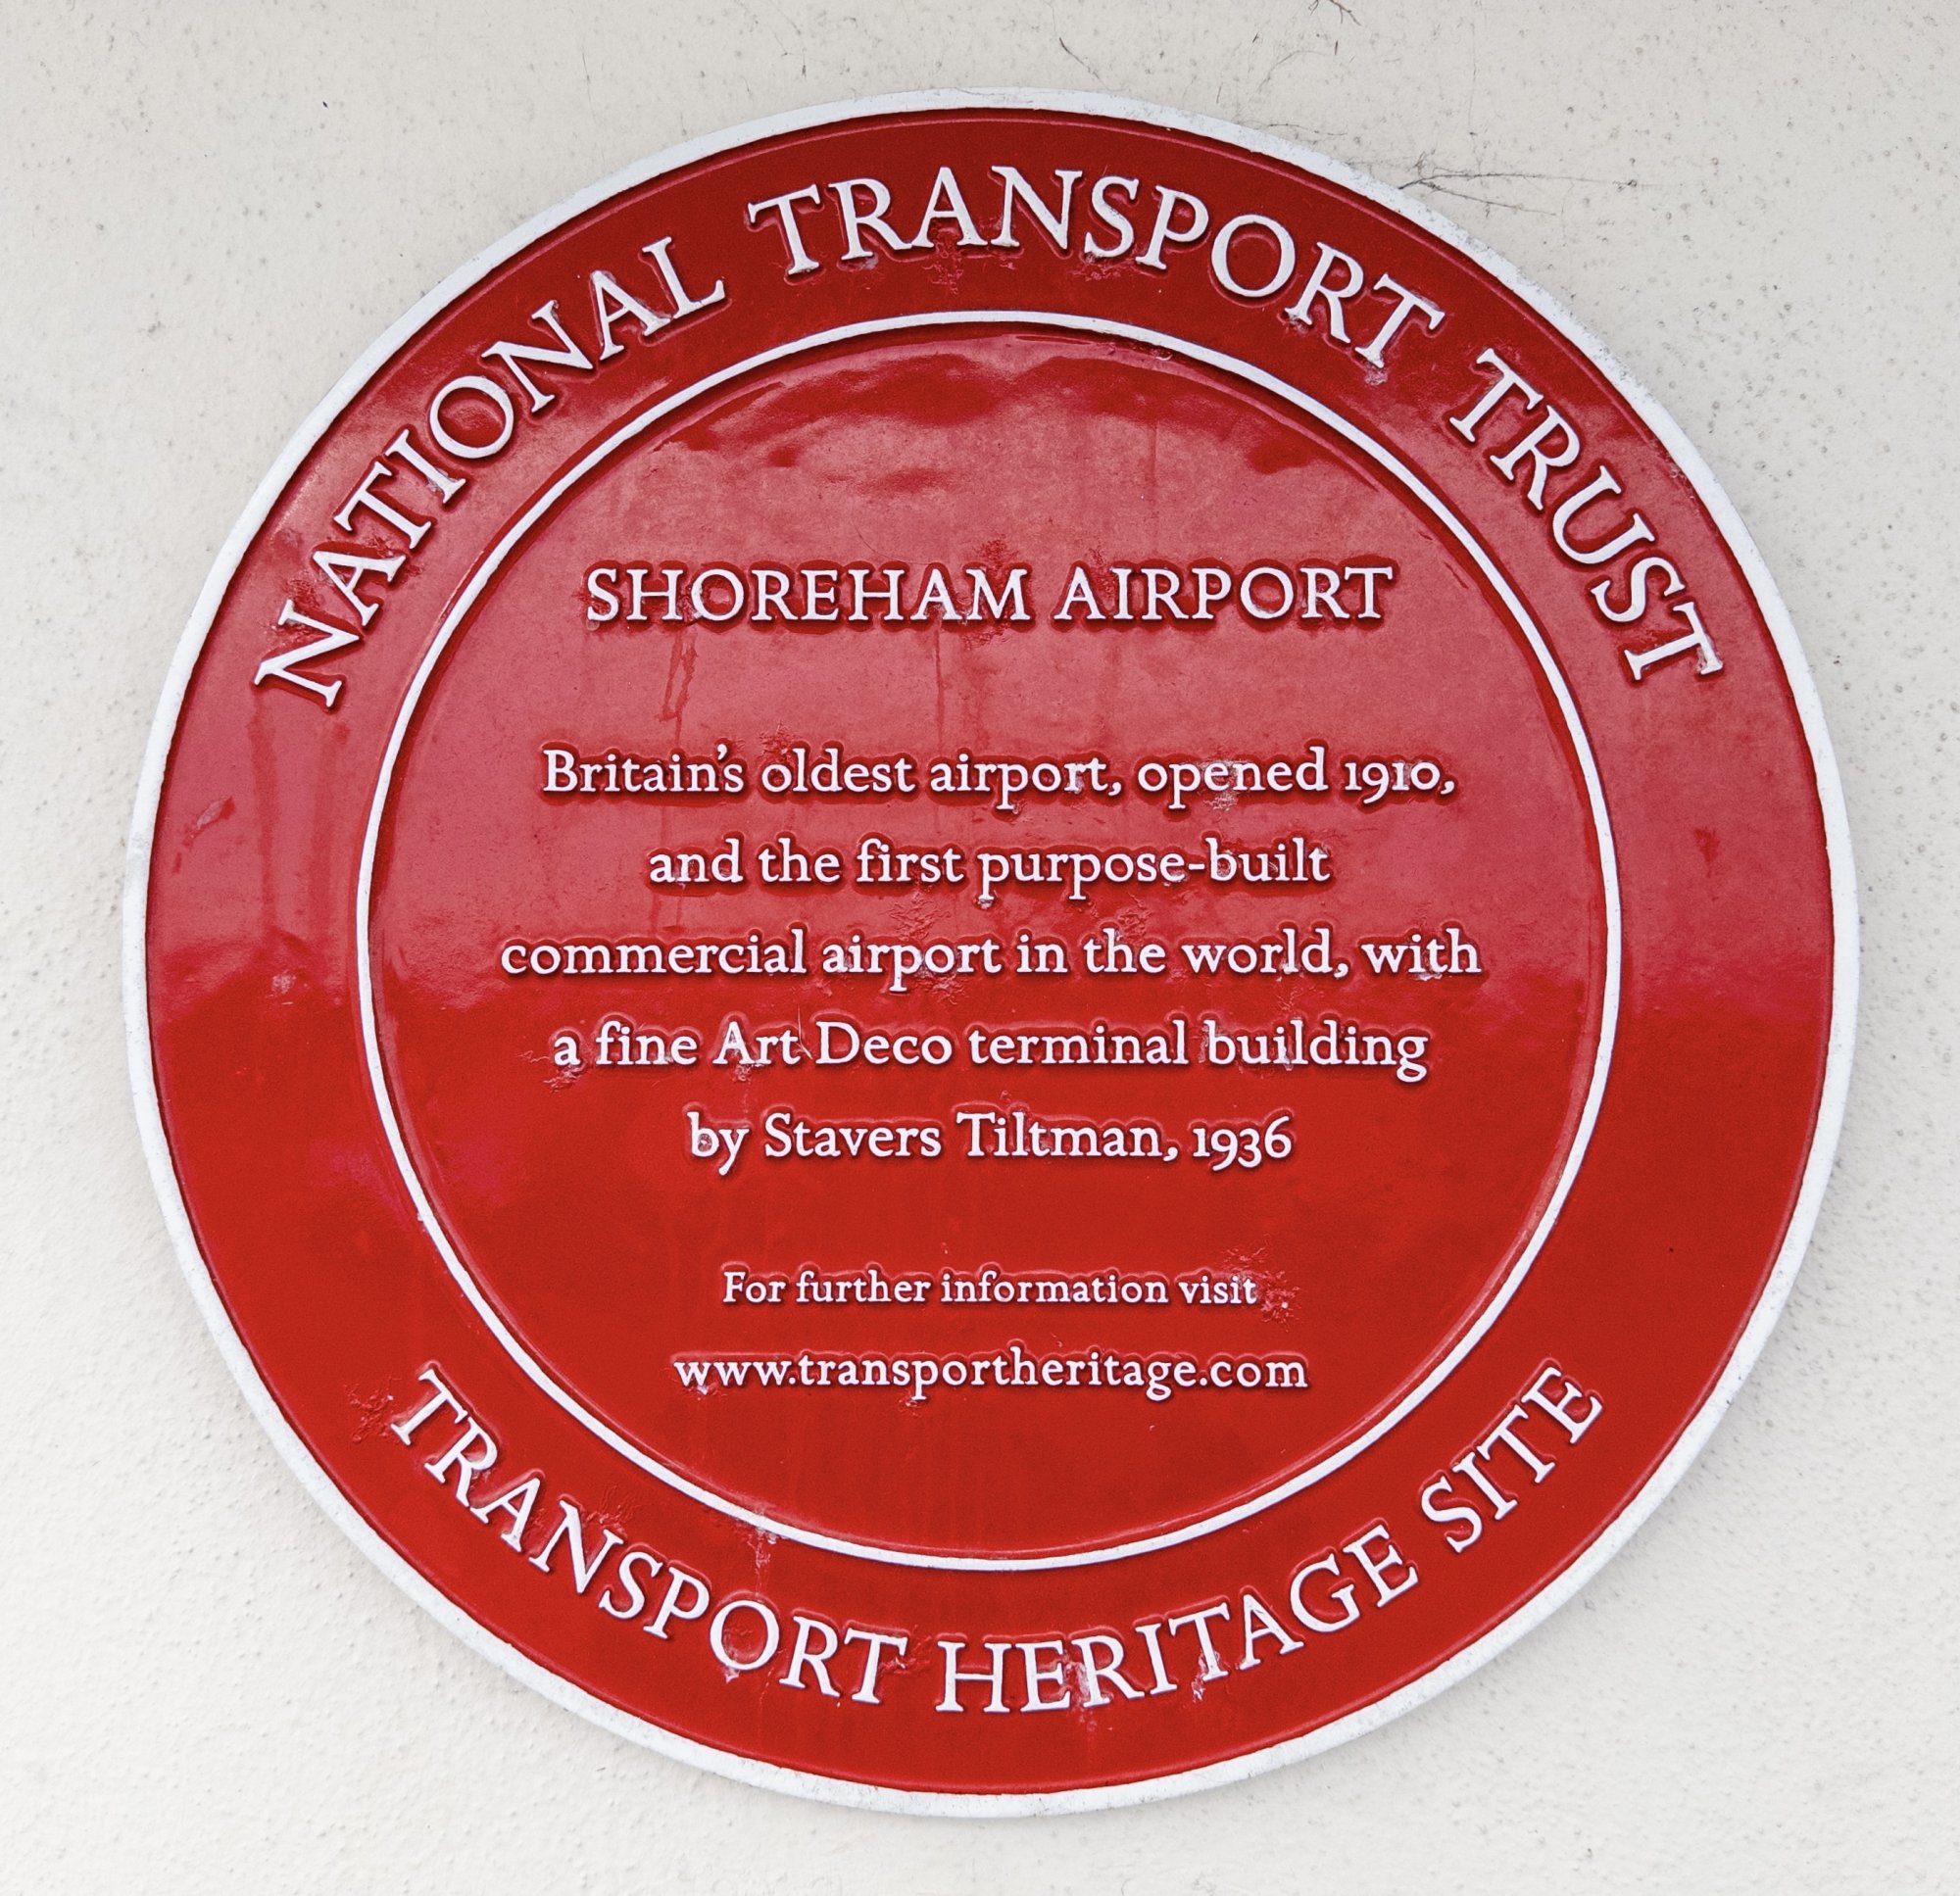 NATIONAL TRANSPORT TRUST
SHOREHAM AIRPORT
Britain's oldest airport, opened 1910,
and the first purpose-built
commercial airport in the world, with
a fine Art Deco terminal building
by Stavers Tiltman, 1936
For further information visit
www.transportheritage.com
TRANSPORT HERITAGE SITE